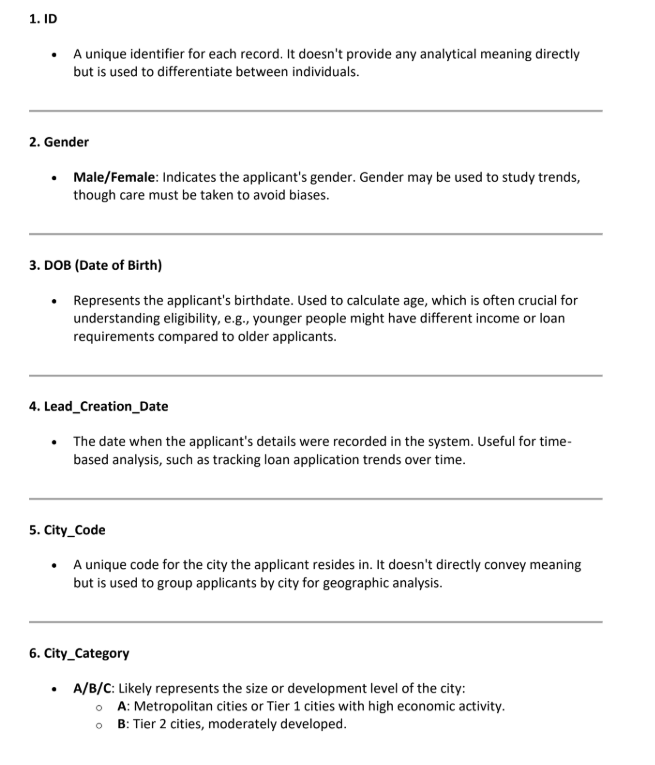 1. ID
• A unique identifier for each record. It doesn't provide any analytical meaning directly
but is used to differentiate between individuals.
2. Gender
• Male/Female: Indicates the applicant's gender. Gender may be used to study trends,
though care must be taken to avoid biases.
3. DOB (Date of Birth)
• Represents the applicant's birthdate. Used to calculate age, which is often crucial for
understanding eligibility, e.g., younger people might have different income or loan
requirements compared to older applicants.
4. Lead_Creation_Date
• The date when the applicant's details were recorded in the system. Useful for time-
based analysis, such as tracking loan application trends over time.
5. City_Code
• A unique code for the city the applicant resides in. It doesn't directly convey meaning
but is used to group applicants by city for geographic analysis.
6. City_Category
• A/B/C: Likely represents the size or development level of the city:
o A: Metropolitan cities or Tier 1 cities with high economic activity.
o B: Tier 2 cities, moderately developed.